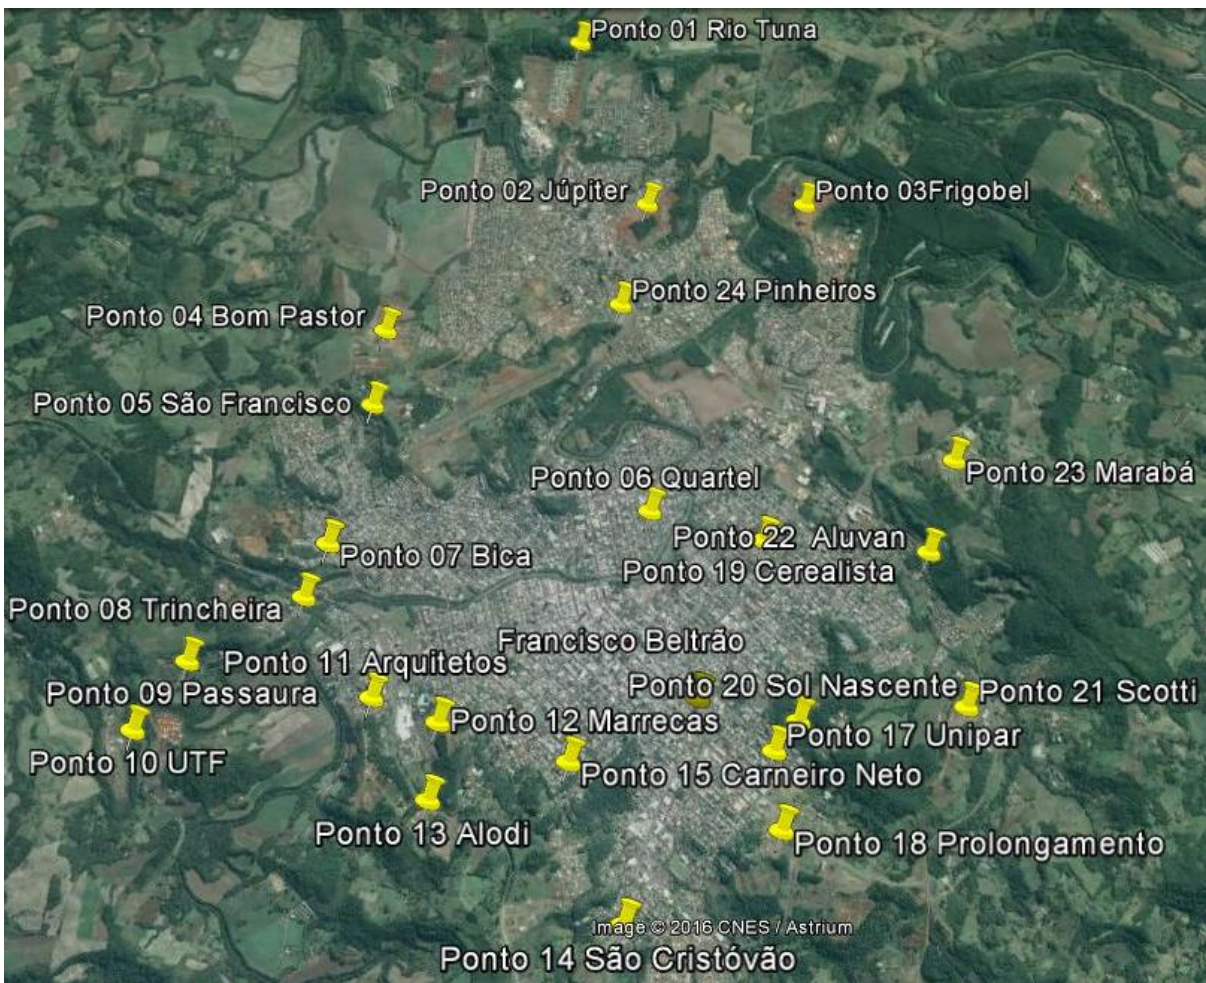 Ponto 01 Rio Tuna
Ponto 02 Júpiter
Ponto 03Frigobel
Ponto 24 Pinheiros
Ponto 04 Bom Pastor
Ponto 05 São Francisco
Ponto 23 Marabá
Ponto 06 Quartel
Ponto 22 Aluvan
Ponto 07 Bica
Ponto 19 Cerealista
Ponto 08 Trincheira
Francisco Beltrão
Ponto 11 Arquitetos
Ponto 20 Sol Nascente
Ponto 21 Scotti
Ponto 09 Passaura
Ponto 12 Marrecas
Ponto 17 Unipar
Ponto 10 UTF
Ponto 15 Carneiro Neto
Ponto 13 Alodi
Ponto 18 Prolongamento
Image © 2016 CNES / Astrium
Ponto 14 São Cristóvão